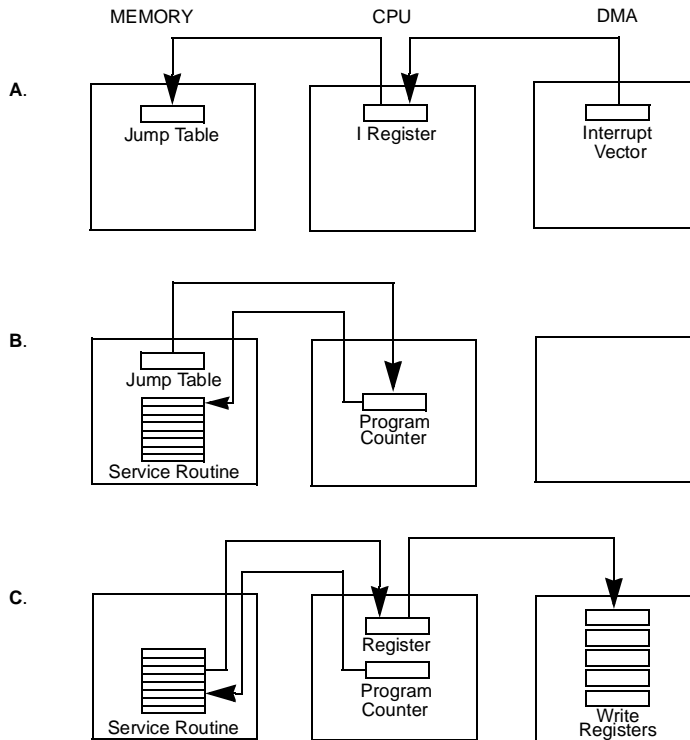 MEMORY CPU DMA
A.
Jump Table
I Register
Interrupt
Vector
B.
Jump Table
Service Routine
Program
Counter
C.
Service Routine
Register
Program
Counter
Write
Registers